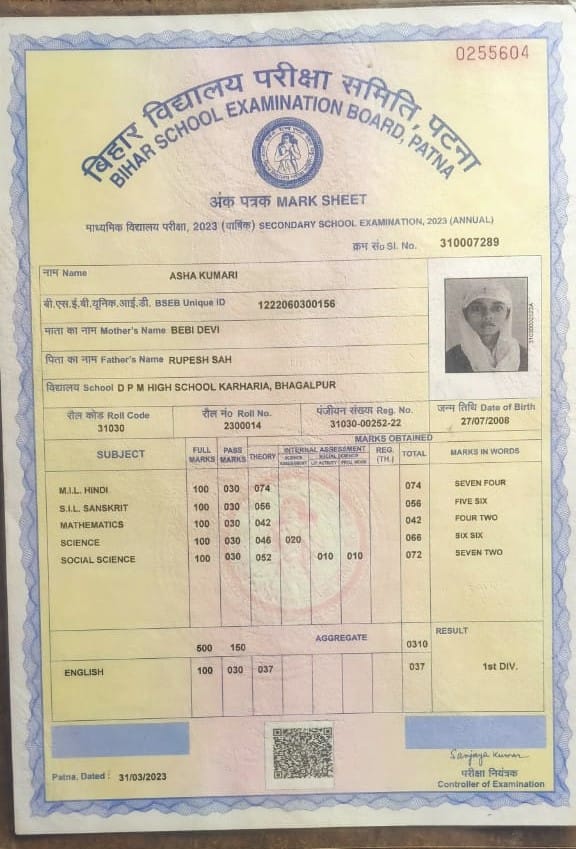 0255604
बिहार विद्यालय परीक्षा समिति, पटना
BIHAR SCHOOL EXAMINATION BOARD, PATNA
अंक पत्रक MARK SHEET
माध्यमिक विद्यालय परीक्षा, 2023 (वार्षिक) SECONDARY SCHOOL EXAMINATION, 2023 (ANNUAL)
क्रम सं० Sl. No. 310007289
नाम Name ASHA KUMARI
बी.एस.ई.बी.यूनिक.आई.डी. BSEB Unique ID 1222060300156
माता का नाम Mother's Name BEBI DEVI
पिता का नाम Father's Name RUPESH SAH
विद्यालय School D P M HIGH SCHOOL KARHARIA, BHAGALPUR
रौल कोड Roll Code रौल नं० Roll No. पंजीयन संख्या Reg. No. जन्म तिथि Date of Birth
31030 2300014 31030-00252-22 27/07/2008
MARKS OBTAINED
SUBJECT FULL MARKS PASS MARKS THEORY INTERNAL ASSESSMENT SCIENCE SOCIAL SCIENCE REG. (TH.) TOTAL MARKS IN WORDS
M.I.L. HINDI 100 030 074 074 SEVEN FOUR
S.I.L. SANSKRIT 100 030 056 056 FIVE SIX
MATHEMATICS 100 030 042 042 FOUR TWO
SCIENCE 100 030 046 020 066 SIX SIX
SOCIAL SCIENCE 100 030 052 010 010 072 SEVEN TWO
500 150 AGGREGATE 0310 RESULT
ENGLISH 100 030 037 037 1st DIV.
Patna, Dated : 31/03/2023
Sanjaya Kumar
परीक्षा नियंत्रक
Controller of Examination